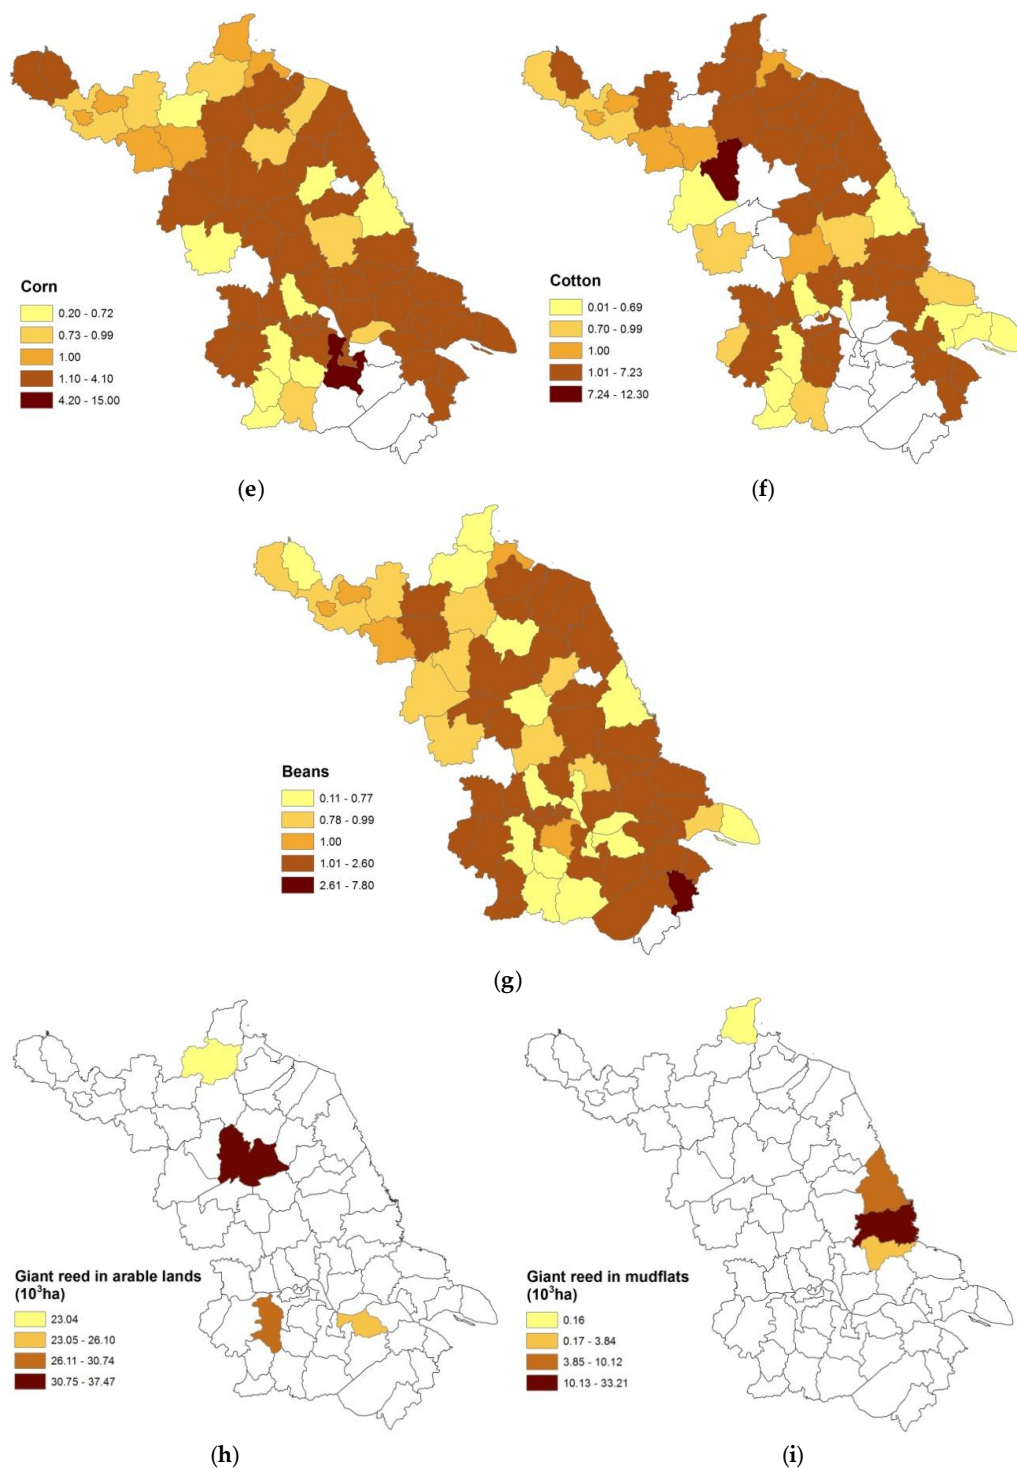 Corn
0.20 - 0.72
0.73 - 0.99
1.00
1.10 - 4.10
4.20 - 15.00
(e)
Cotton
0.01 - 0.69
0.70 - 0.99
1.00
1.01 - 7.23
7.24 - 12.30
(f)
Beans
0.11 - 0.77
0.78 - 0.99
1.00
1.01 - 2.60
2.61 - 7.80
(g)
Giant reed in arable lands
(10³ha)
23.04
23.05 - 26.10
26.11 - 30.74
30.75 - 37.47
(h)
Giant reed in mudflats
(10³ha)
0.16
0.17 - 3.84
3.85 - 10.12
10.13 - 33.21
(i)